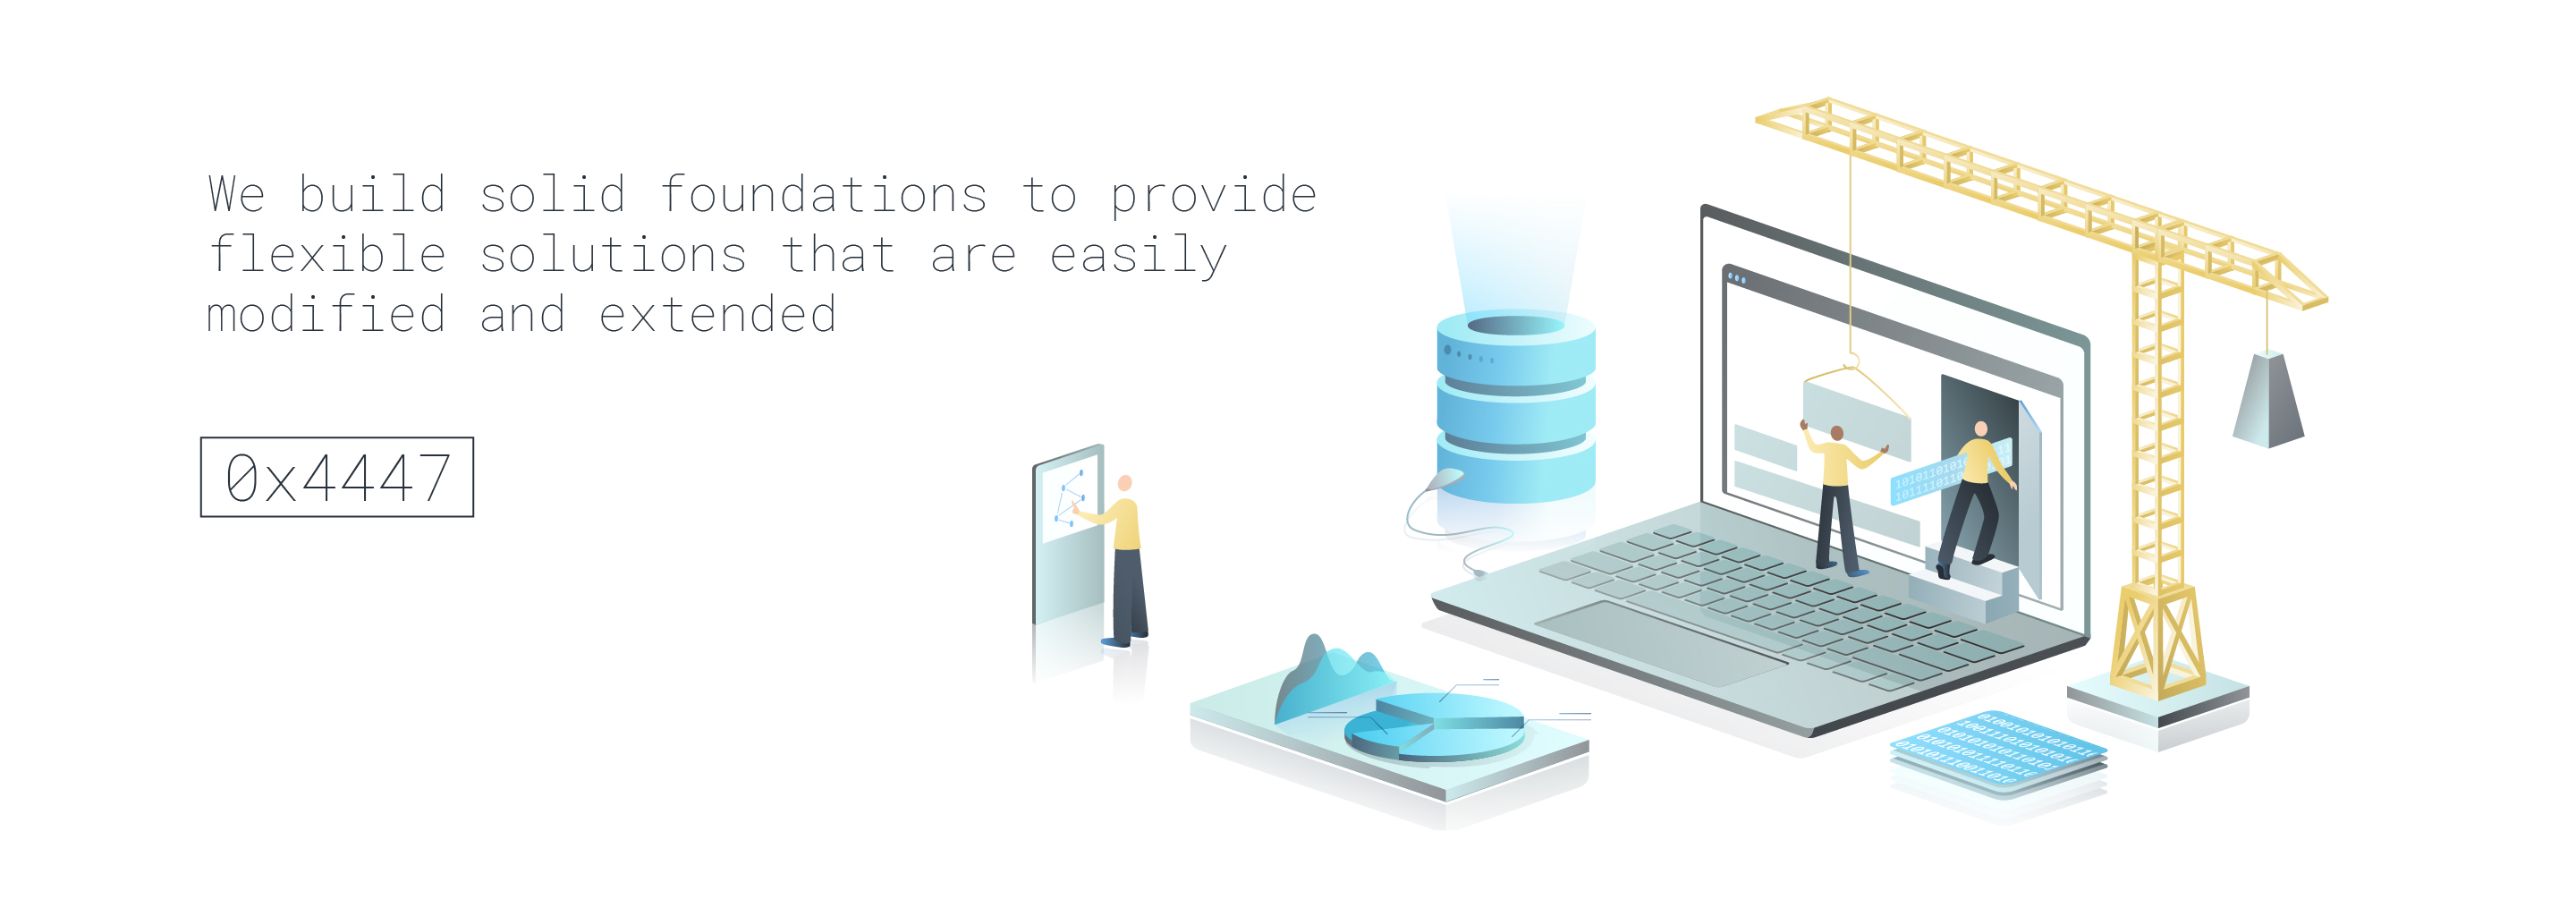 We build solid foundations to provide
flexible solutions that are easily
modified and extended
0x4447